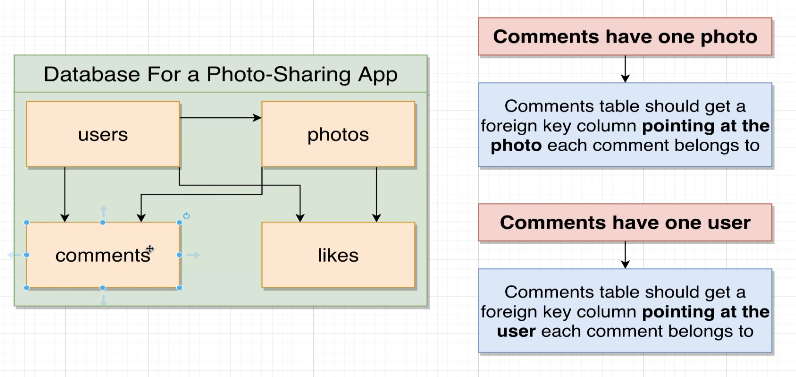 Database For a Photo-Sharing App
users
photos
comments
likes
Comments have one photo
Comments table should get a
foreign key column pointing at the
photo each comment belongs to
Comments have one user
Comments table should get a
foreign key column pointing at the
user each comment belongs to